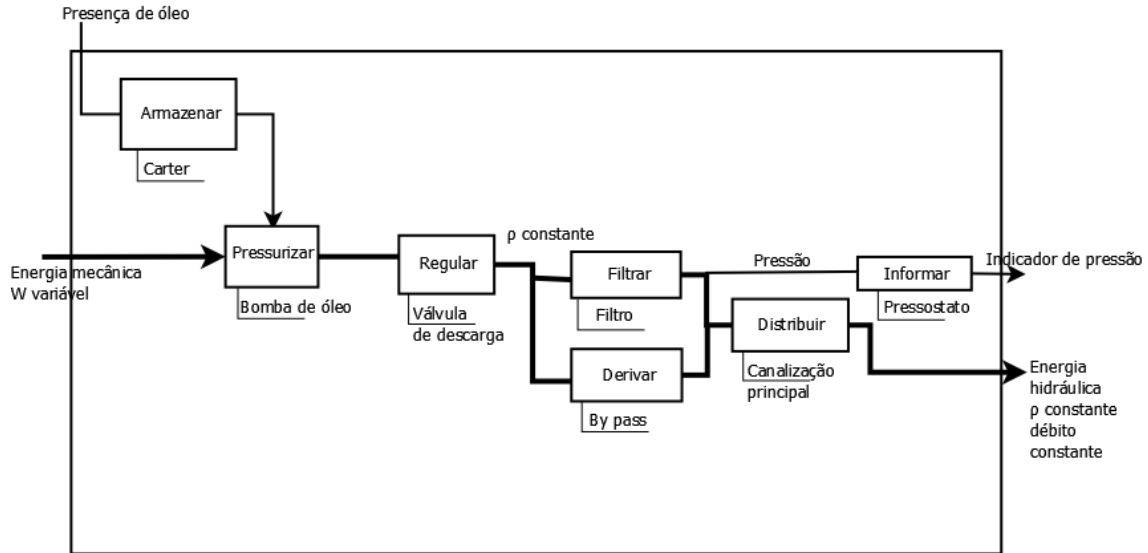 Presença de óleo
Armazenar
Carter
Energia mecânica
W variável
Pressurizar
Bomba de óleo
Regular
Válvula
de descarga
ρ constante
Filtrar
Filtro
Derivar
By pass
Pressão
Distribuir
Canalização
principal
Informar
Pressostato
Indicador de pressão
Energia
hidráulica
ρ constante
débito
constante